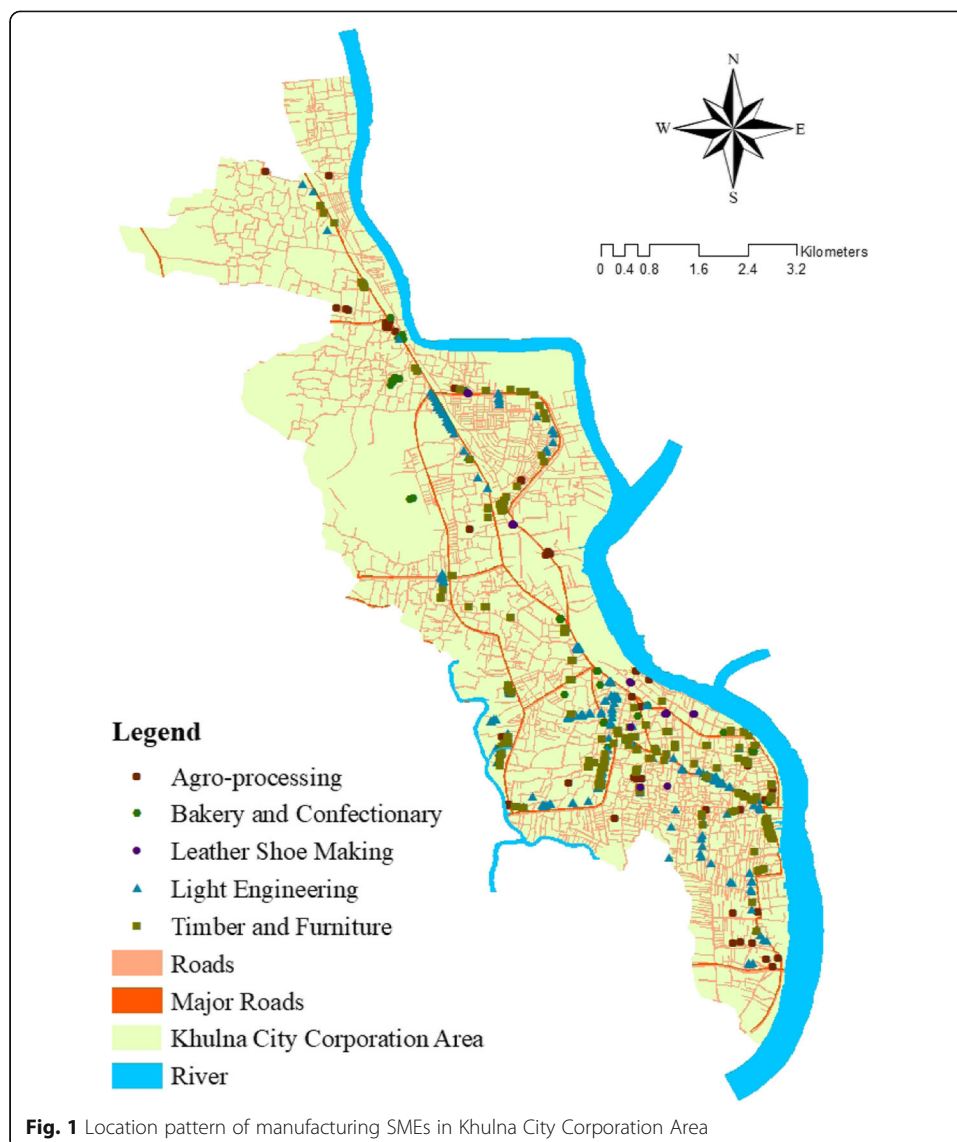 N
W E
S
Kilometers
0 0.4 0.8 1.6 2.4 3.2
Legend
Agro-processing
Bakery and Confectionary
Leather Shoe Making
Light Engineering
Timber and Furniture
Roads
Major Roads
Khulna City Corporation Area
River
Fig. 1 Location pattern of manufacturing SMEs in Khulna City Corporation Area